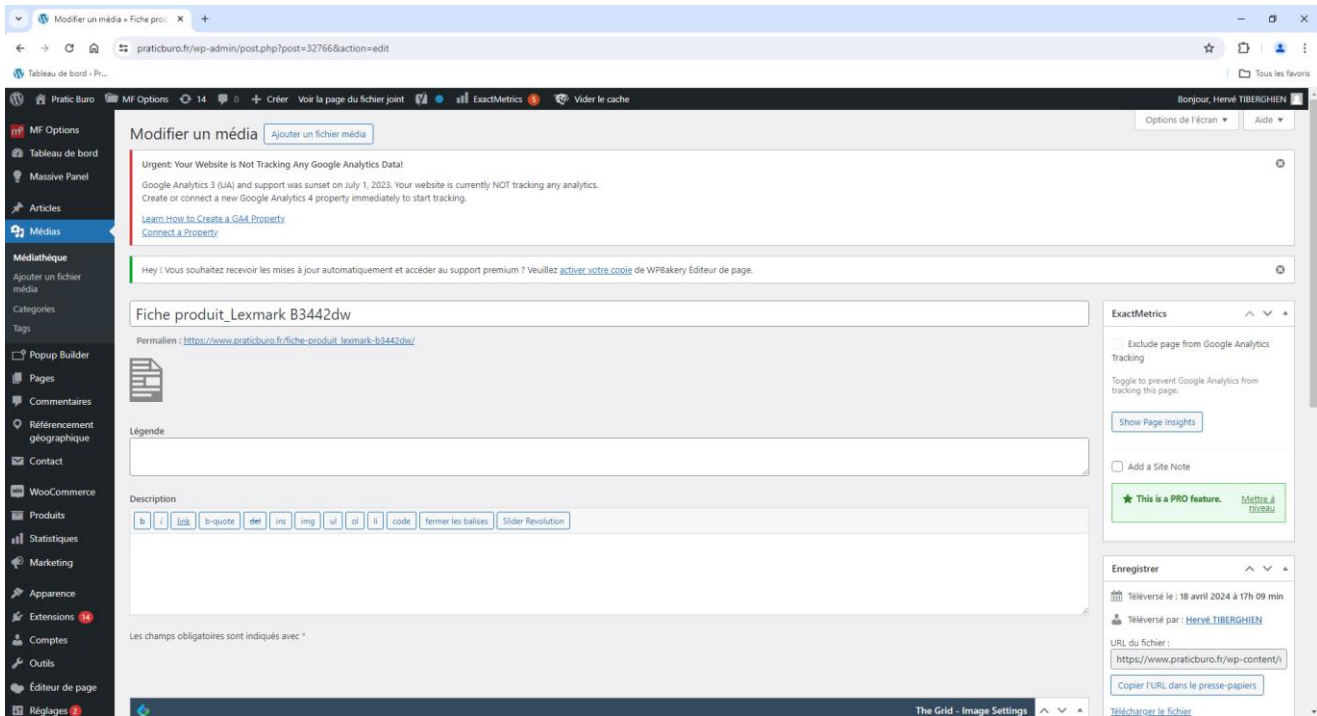 Modifier un média « Fiche proc
praticburo.fr/wp-admin/post.php?post=32766&action=edit
Tableau de bord ‹ Pr...
Tous les favoris
Pratic Buro MF Options 14 0 Créer Voir la page du fichier joint ExactMetrics 5 Vider le cache
Bonjour, Hervé TIBERGHIEN
MF Options
Tableau de bord
Massive Panel
Articles
Médias
Médiathèque
Ajouter un fichier
média
Categories
Tags
Popup Builder
Pages
Commentaires
Référencement
géographique
Contact
WooCommerce
Produits
Statistiques
Marketing
Apparence
Extensions 14
Comptes
Outils
Éditeur de page
Réglages 2
Options de l'écran Aide
Modifier un média Ajouter un fichier média
Urgent: Your Website is Not Tracking Any Google Analytics Data!
Google Analytics 3 (UA) and support was sunset on July 1, 2023. Your website is currently NOT tracking any analytics.
Create or connect a new Google Analytics 4 property immediately to start tracking.
Learn How to Create a GA4 Property
Connect a Property
Hey ! Vous souhaitez recevoir les mises à jour automatiquement et accéder au support premium ? Veuillez activer votre copie de WPBakery Éditeur de page.
Fiche produit_Lexmark B3442dw
Permalien : https://www.praticburo.fr/fiche-produit_lexmark-b3442dw/
Légende
Description
b i link b-quote del ins img ul ol li code fermer les balises Slider Revolution
Les champs obligatoires sont indiqués avec *
The Grid - Image Settings
ExactMetrics
Exclude page from Google Analytics
Tracking
Toggle to prevent Google Analytics from
tracking this page.
Show Page Insights
Add a Site Note
This is a PRO feature. Mettre à
niveau
Enregistrer
Téléversé le : 18 avril 2024 à 17h 09 min
Téléversé par : Hervé TIBERGHIEN
URL du fichier :
https://www.praticburo.fr/wp-content/
Copier l'URL dans le presse-papiers
Télécharger le fichier